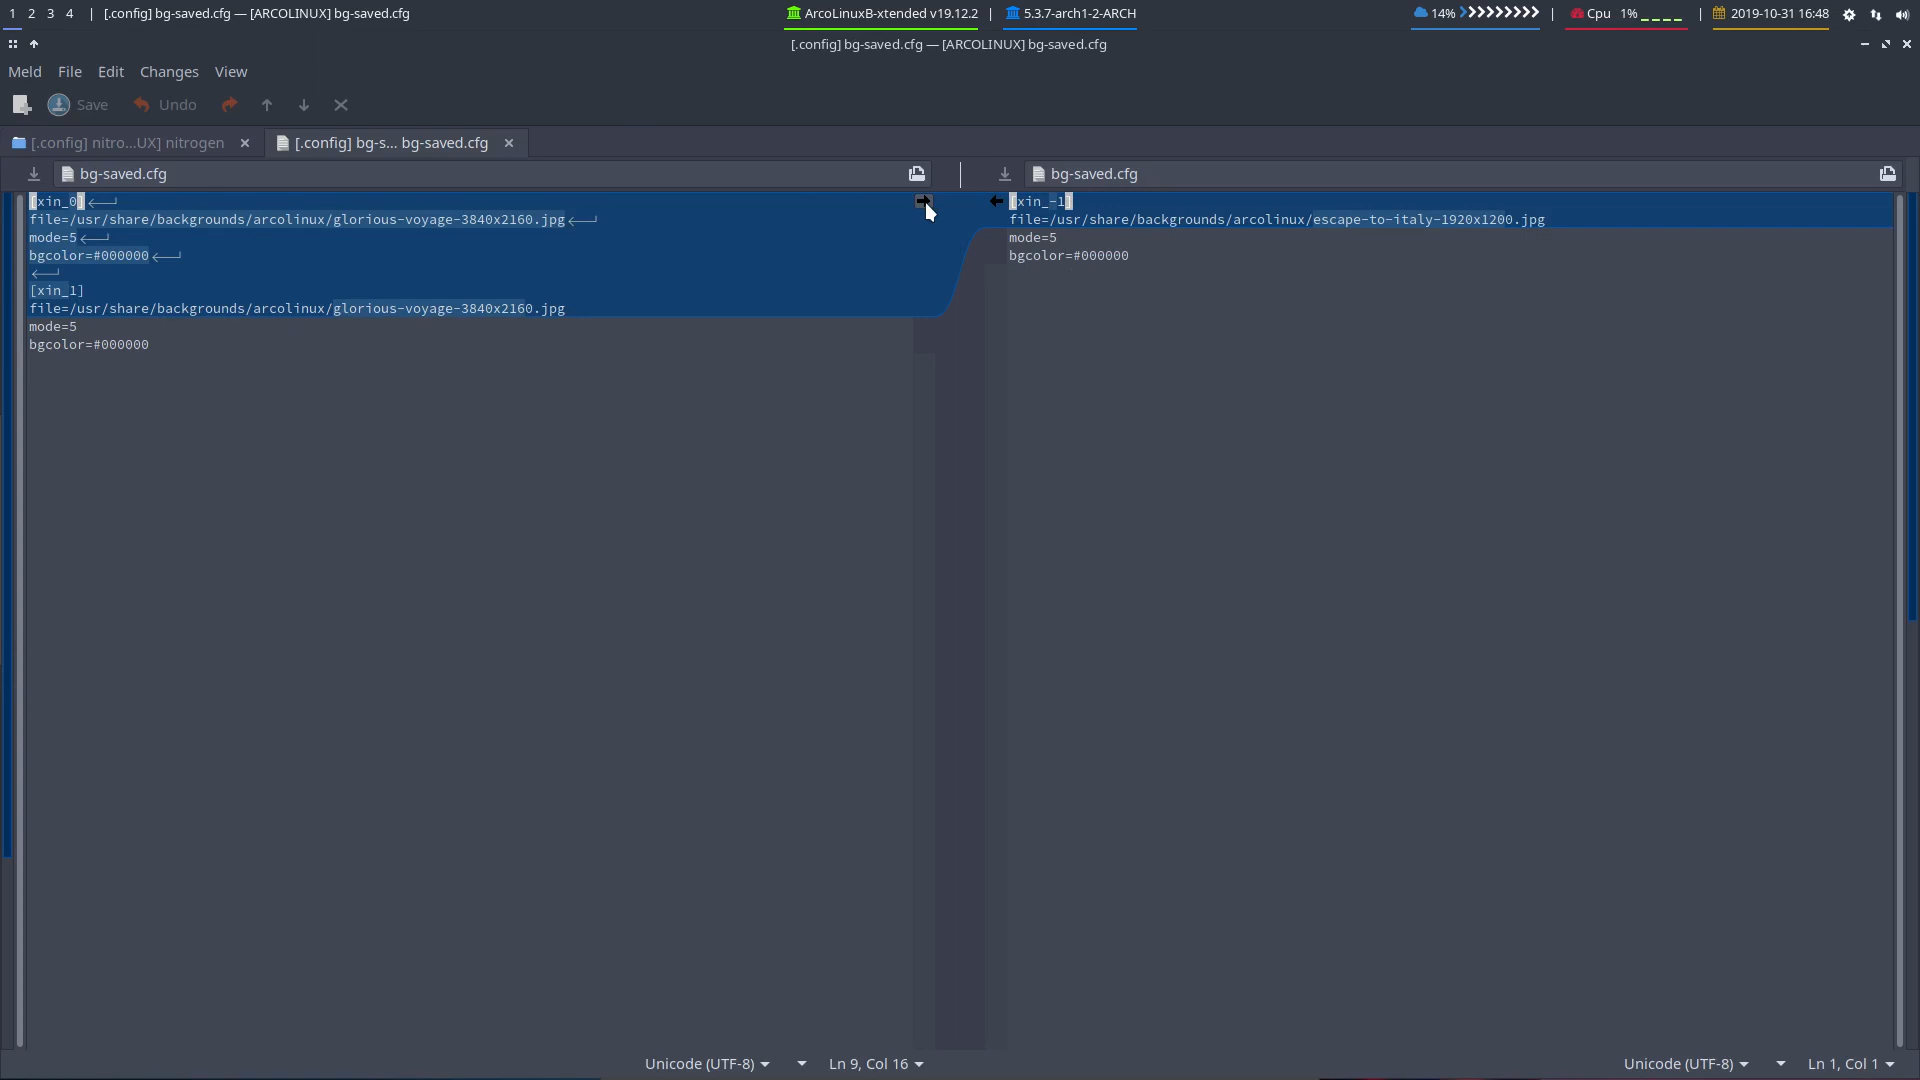 1 2 3 4 | [.config] bg-saved.cfg — [ARCOLINUX] bg-saved.cfg ArcoLinuxB-xtended v19.12.2 | 5.3.7-arch1-2-ARCH 14% | Cpu 1% | 2019-10-31 16:48
[.config] bg-saved.cfg — [ARCOLINUX] bg-saved.cfg
Meld File Edit Changes View
Save Undo
[.config] nitro...UX] nitrogen [.config] bg-s... bg-saved.cfg
bg-saved.cfg
[xin_0]
file=/usr/share/backgrounds/arcolinux/glorious-voyage-3840x2160.jpg
mode=5
bgcolor=#000000
[xin_1]
file=/usr/share/backgrounds/arcolinux/glorious-voyage-3840x2160.jpg
mode=5
bgcolor=#000000
bg-saved.cfg
[xin_-1]
file=/usr/share/backgrounds/arcolinux/escape-to-italy-1920x1200.jpg
mode=5
bgcolor=#000000
Unicode (UTF-8) Ln 9, Col 16
Unicode (UTF-8) Ln 1, Col 1